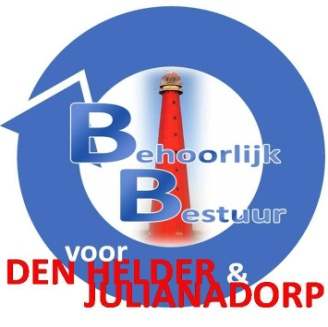 Behoorlijk
Bestuur
voor
DEN HELDER &
JULIANADORP